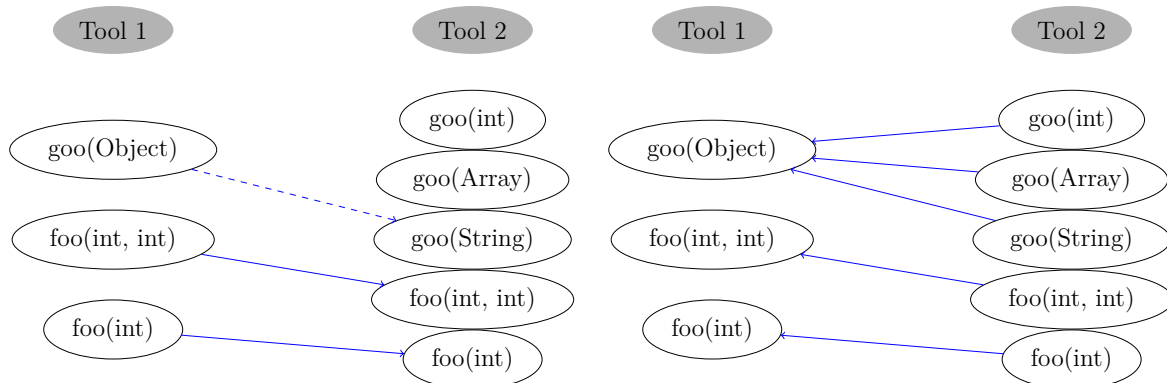 Tool 1
Tool 2
goo(int)
goo(Object)
goo(Array)
goo(String)
foo(int, int)
foo(int, int)
foo(int)
foo(int)
Tool 1
Tool 2
goo(int)
goo(Object)
goo(Array)
goo(String)
foo(int, int)
foo(int, int)
foo(int)
foo(int)